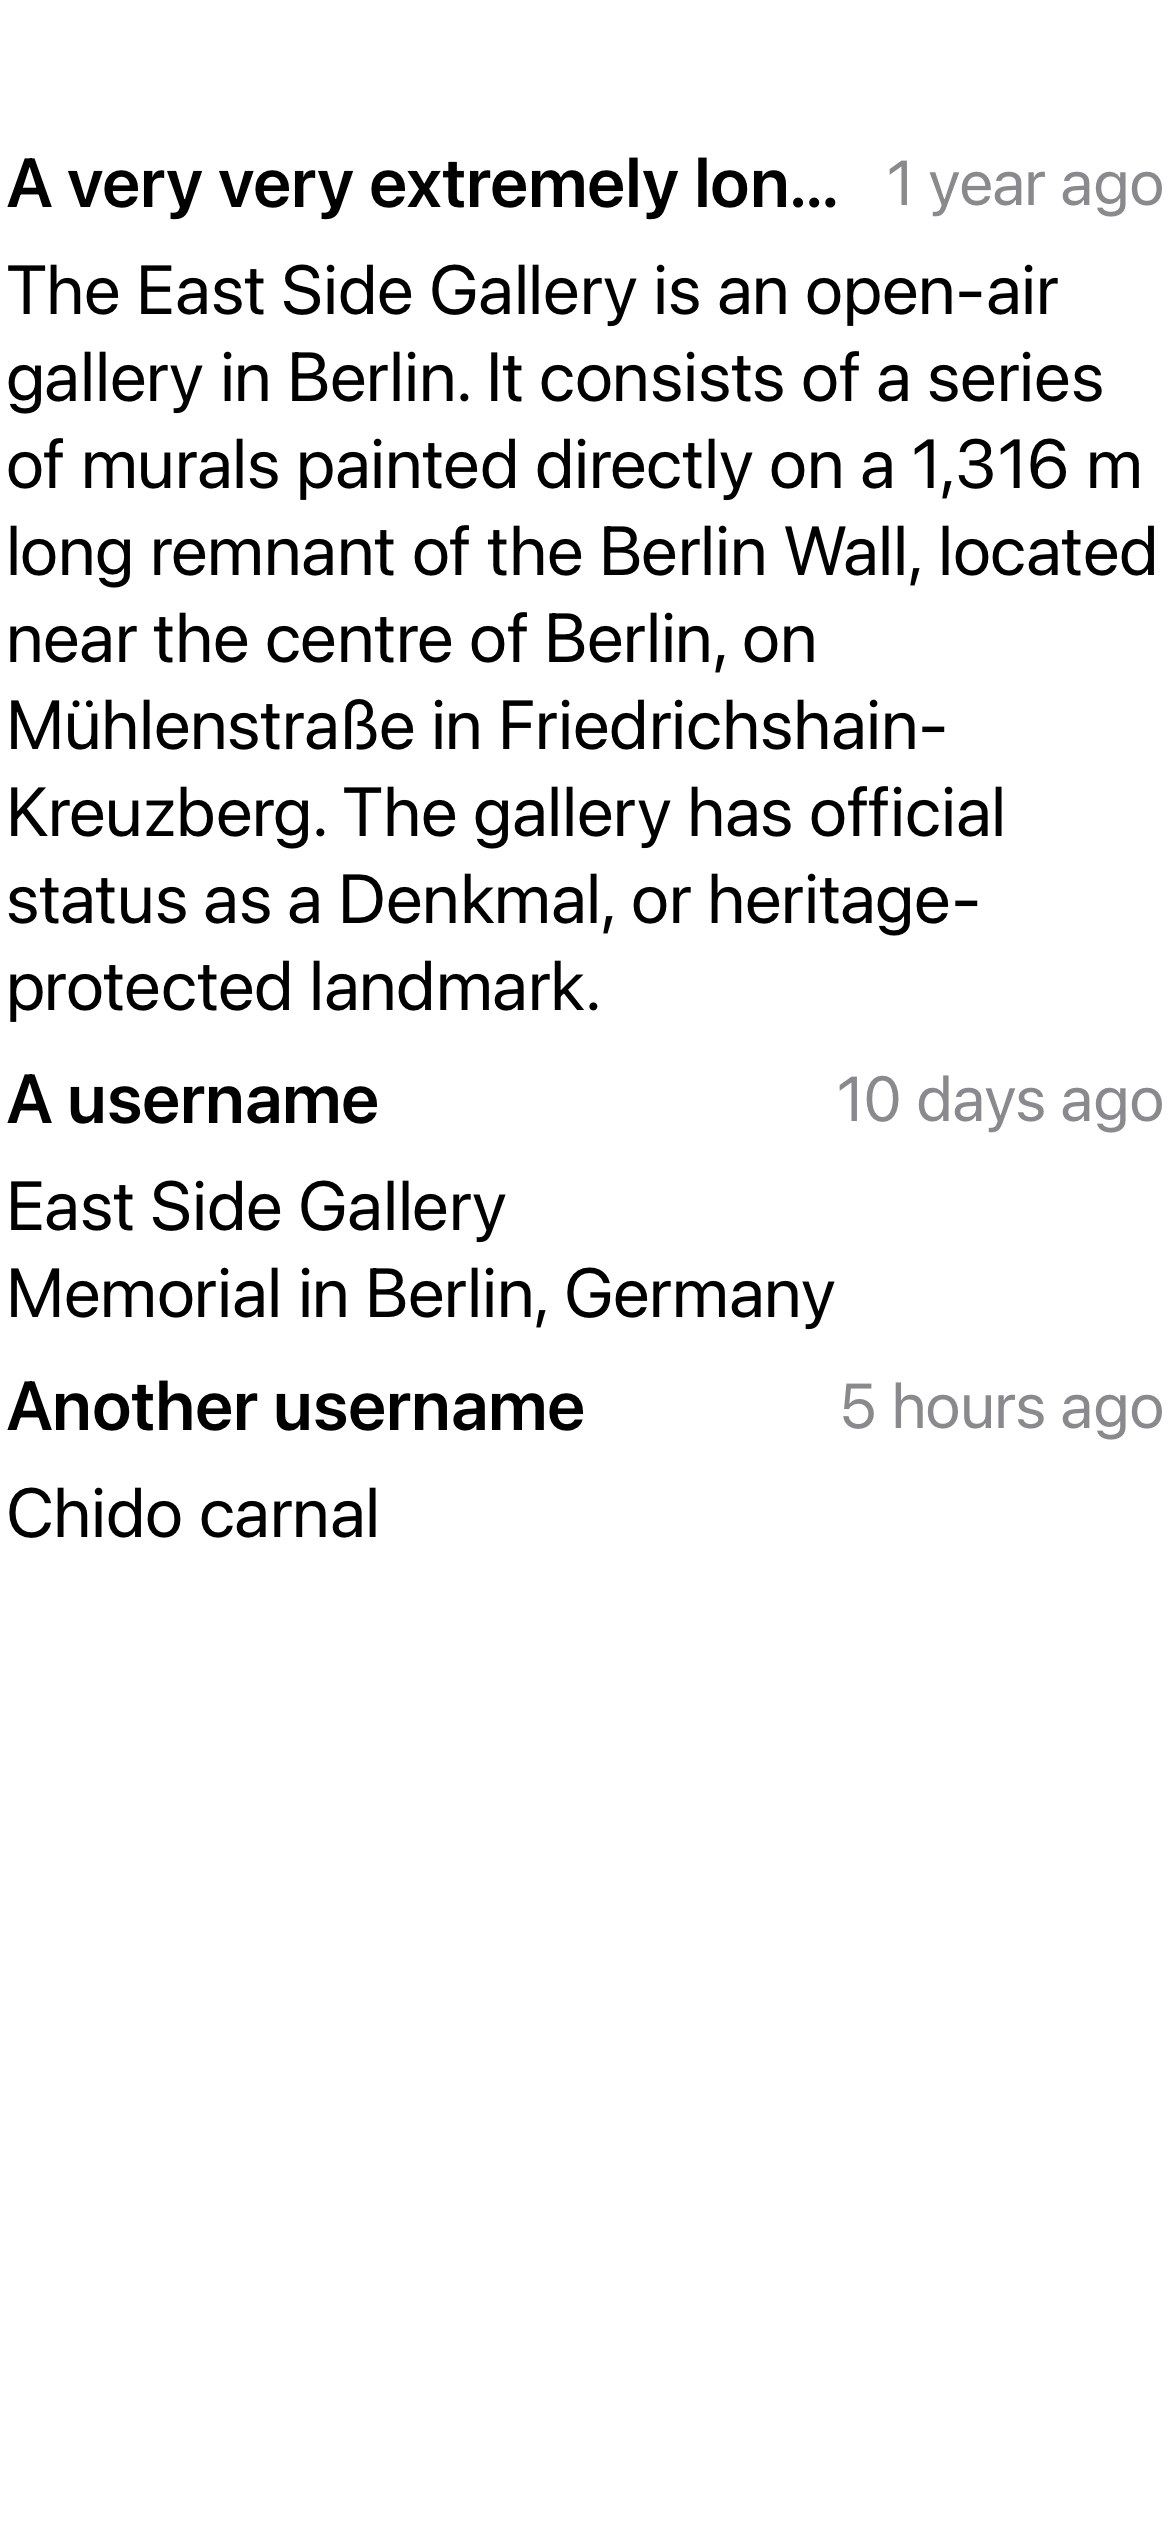 A very very extremely lon... 1 year ago
The East Side Gallery is an open-air
gallery in Berlin. It consists of a series
of murals painted directly on a 1,316 m
long remnant of the Berlin Wall, located
near the centre of Berlin, on
Mühlenstraße in Friedrichshain-
Kreuzberg. The gallery has official
status as a Denkmal, or heritage-
protected landmark.
A username 10 days ago
East Side Gallery
Memorial in Berlin, Germany
Another username 5 hours ago
Chido carnal